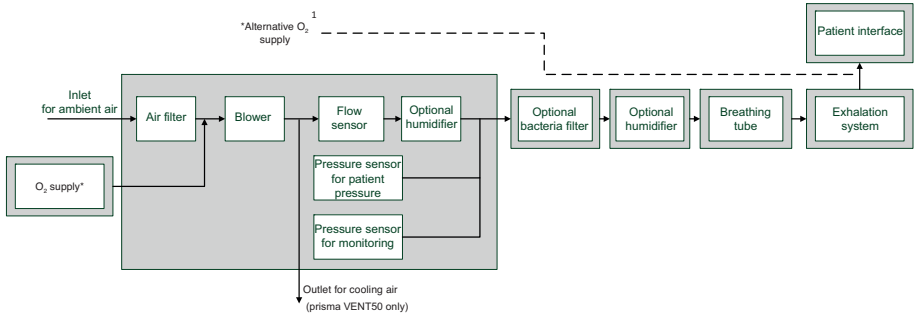 *Alternative O2 1
supply
Patient interface
Inlet
for ambient air
Air filter
Blower
Flow
sensor
Optional
humidifier
Optional
bacteria filter
Optional
humidifier
Breathing
tube
Exhalation
system
O2 supply*
Pressure sensor
for patient
pressure
Pressure sensor
for monitoring
Outlet for cooling air
(prisma VENT50 only)